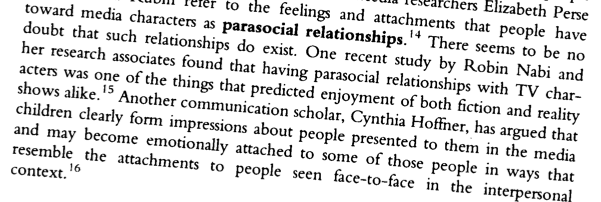 researchers Elizabeth Perse
refer to the feelings and attachments that people have
toward media characters as parasocial relationships.14 There seems to be no
doubt that such relationships do exist. One recent study by Robin Nabi and
her research associates found that having parasocial relationships with TV char-
acters was one of the things that predicted enjoyment of both fiction and reality
shows alike.15 Another communication scholar, Cynthia Hoffner, has argued that
children clearly form impressions about people presented to them in the media
and may become emotionally attached to some of those people in ways that
resemble the attachments to people seen face-to-face in the interpersonal
context.16